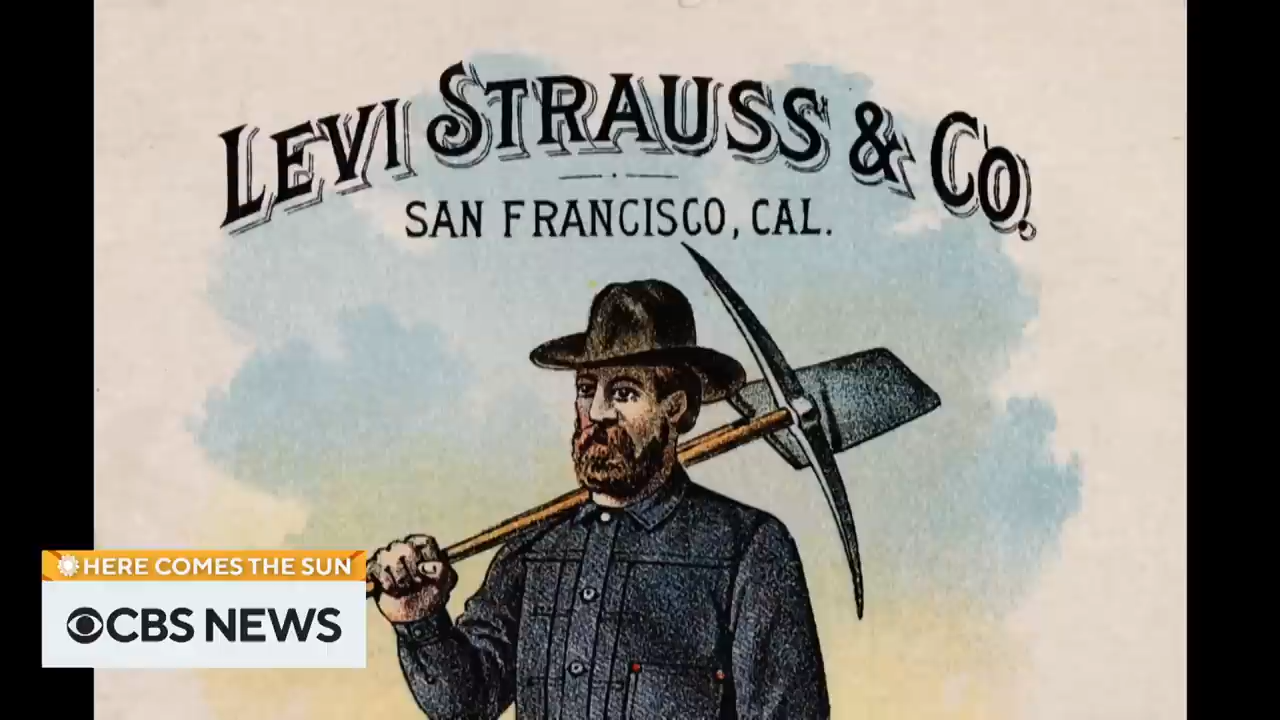 LEVI STRAUSS & CO.
SAN FRANCISCO, CAL.
HERE COMES THE SUN
CBS NEWS